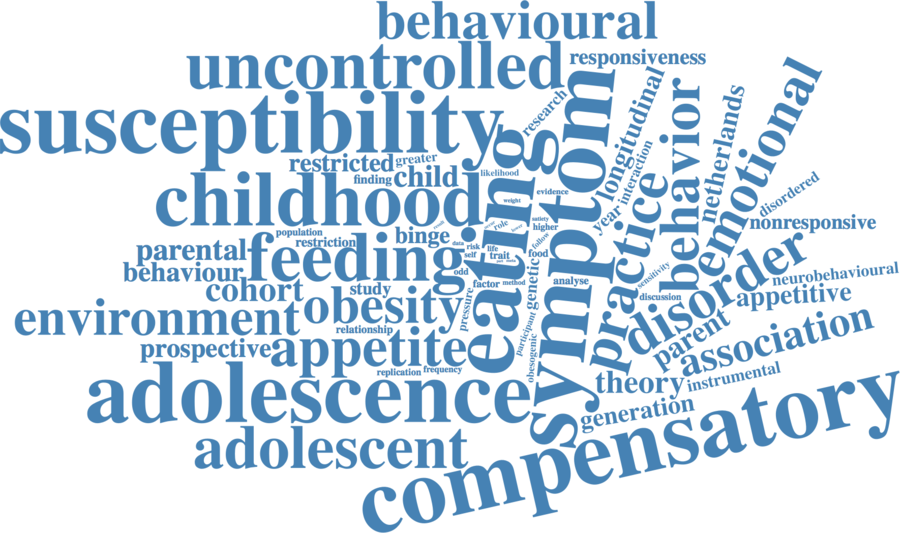 behavioural
uncontrolled
responsiveness
susceptibility
research
longitudinal
behavior
netherlands
emotional
restricted
greater
finding
child
likelihood
eating
symptom
interaction
year
practice
disordered
nonresponsive
childhood
evidence
weight
role
satiety
higher
follow
population
restriction
binge
data
risk
self
life
trait
food
parental
behaviour
feeding
odd
factor
method
genetic
analyse
sensitivity
discussion
disorder
neurobehavioural
appetitive
cohort
study
obesity
pressure
environment
relationship
participant
obesogenic
parent
association
prospective
appetite
replication
frequency
theory
instrumental
adolescence
generation
adolescent
compensatory